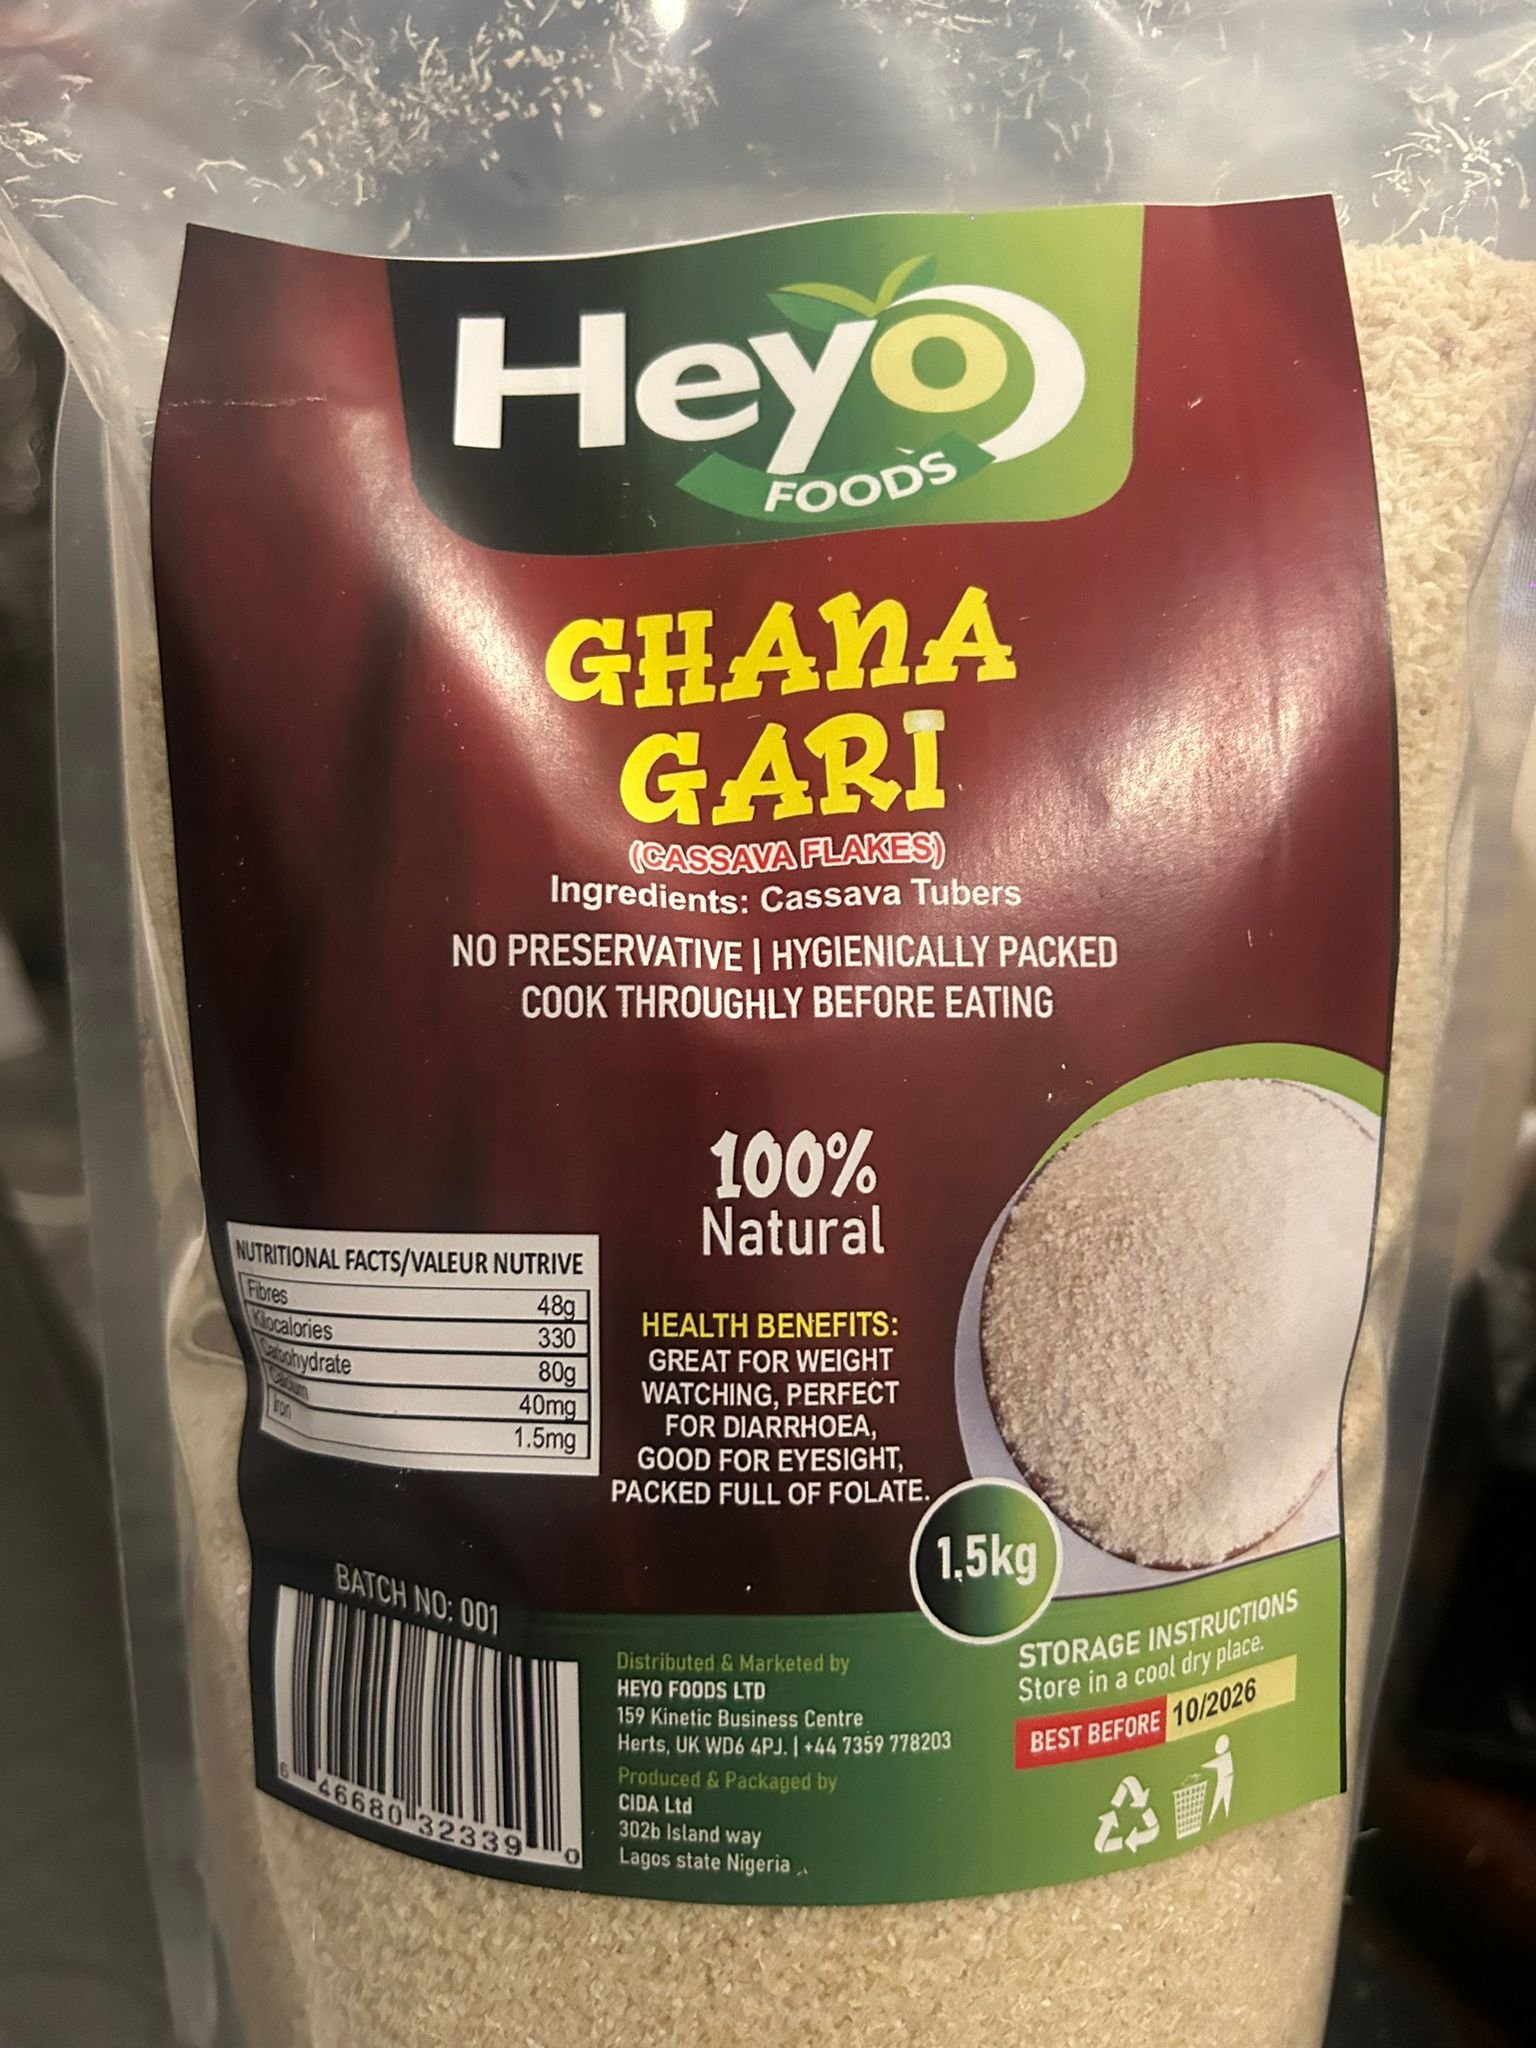 Heyo
FOODS
GHANA
GARI
(CASSAVA FLAKES)
Ingredients: Cassava Tubers
NO PRESERVATIVE | HYGIENICALLY PACKED
COOK THROUGHLY BEFORE EATING
100%
Natural
NUTRITIONAL FACTS/VALEUR NUTRIVE
Fibres 48g
Kilocalories 330
Carbohydrate 80g
Calcium 40mg
Iron 1.5mg
HEALTH BENEFITS:
GREAT FOR WEIGHT
WATCHING, PERFECT
FOR DIARRHOEA,
GOOD FOR EYESIGHT,
PACKED FULL OF FOLATE.
1.5kg
BATCH NO: 001
6 46680 32339 0
Distributed & Marketed by
HEYO FOODS LTD
159 Kinetic Business Centre
Herts, UK WD6 4PJ. | +44 7359 778203
Produced & Packaged by
CIDA Ltd
302b Island way
Lagos state Nigeria
STORAGE INSTRUCTIONS
Store in a cool dry place.
BEST BEFORE 10/2026